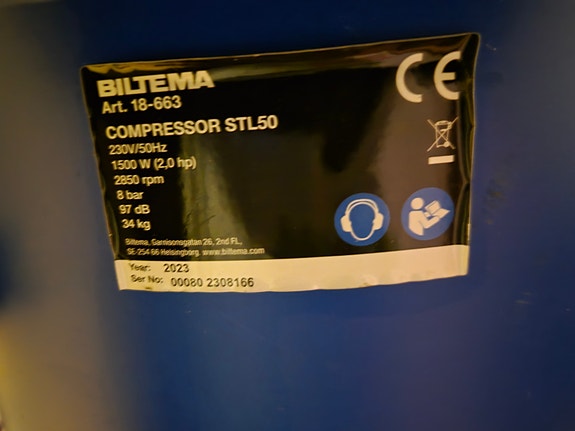 BILTEMA
Art. 18-663
COMPRESSOR STL50
230V/50Hz
1500 W (2,0 hp)
2850 rpm
8 bar
97 dB
34 kg
Biltema, Garnisonsgatan 26, 2nd FL,
SE-254 66 Helsingborg. www.biltema.com
Year: 2023
Ser No: 00080 2308166
CE